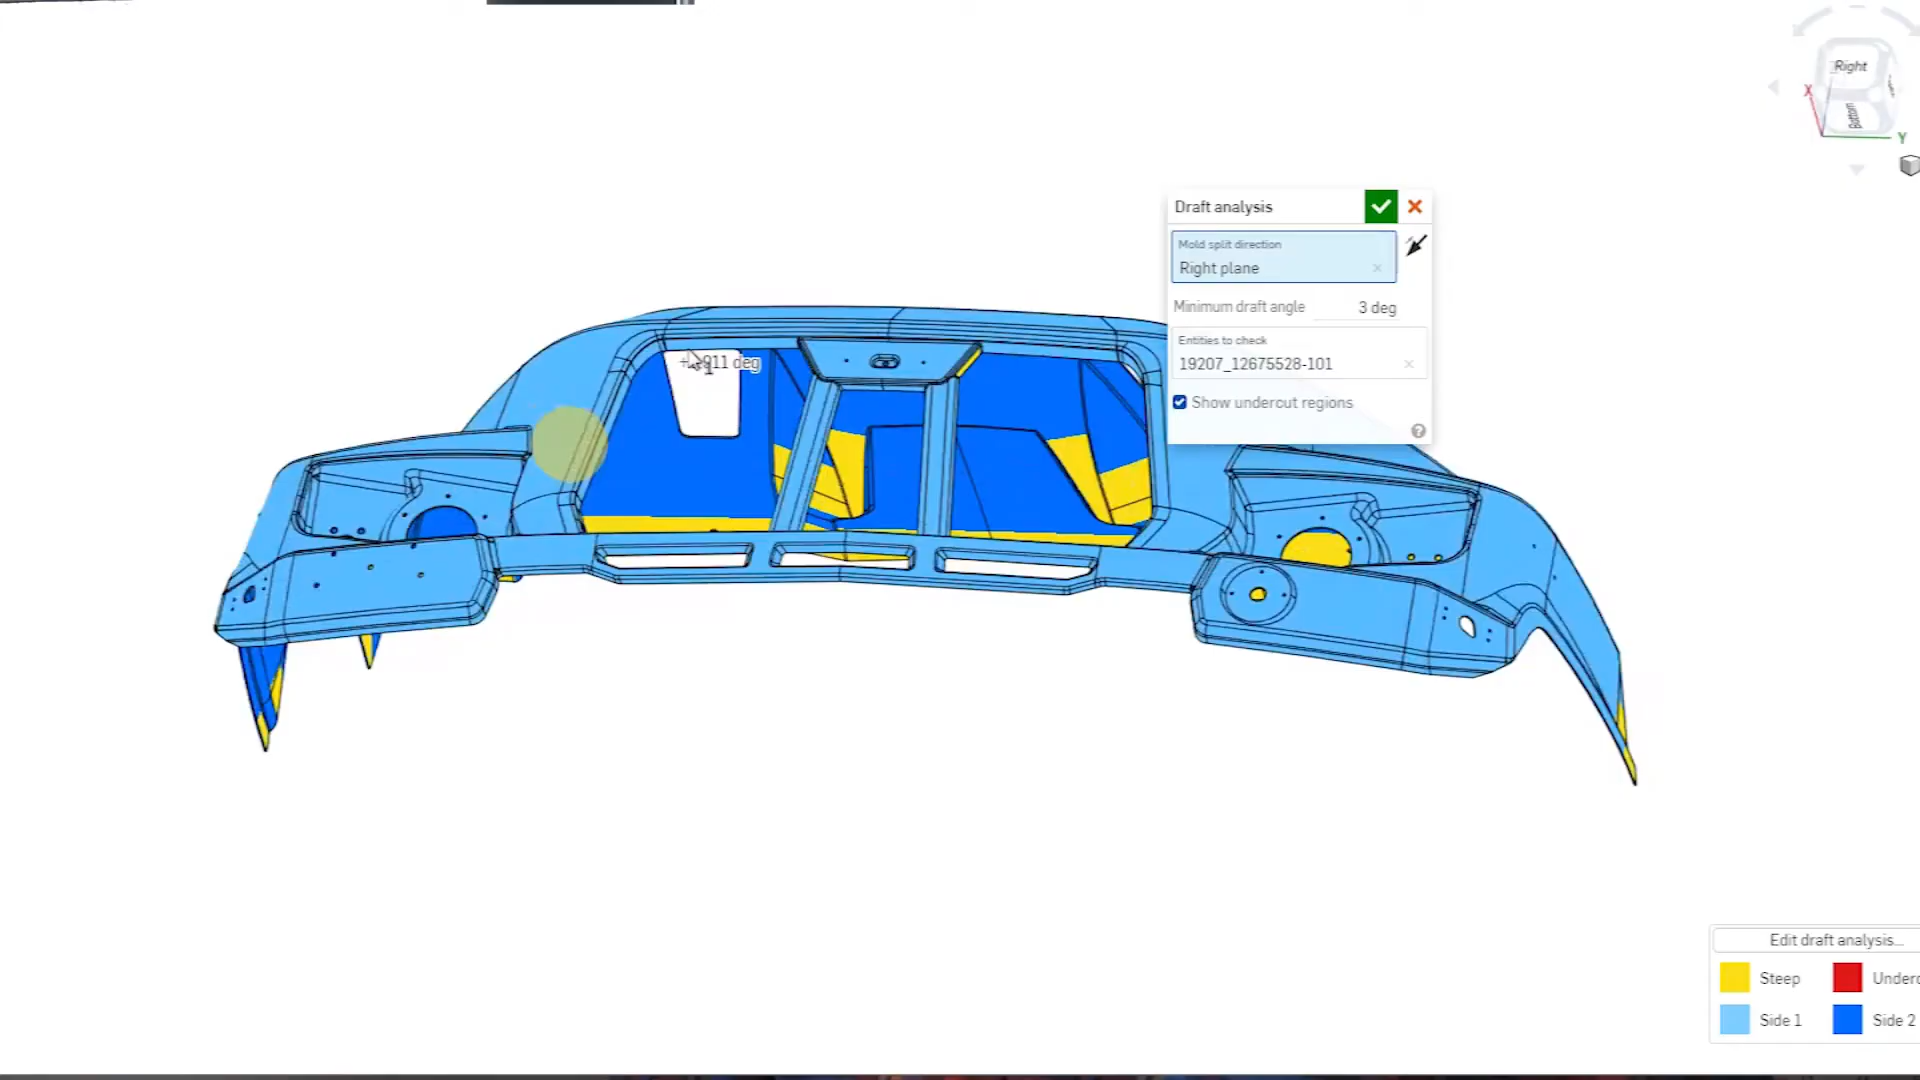 Right
Bottom
X
Y
Draft analysis
Mold split direction
Right plane
Minimum draft angle 3 deg
Entities to check
19207_12675528-101
Show undercut regions
deg
Edit draft analysis...
Steep
Side 1
Side 2